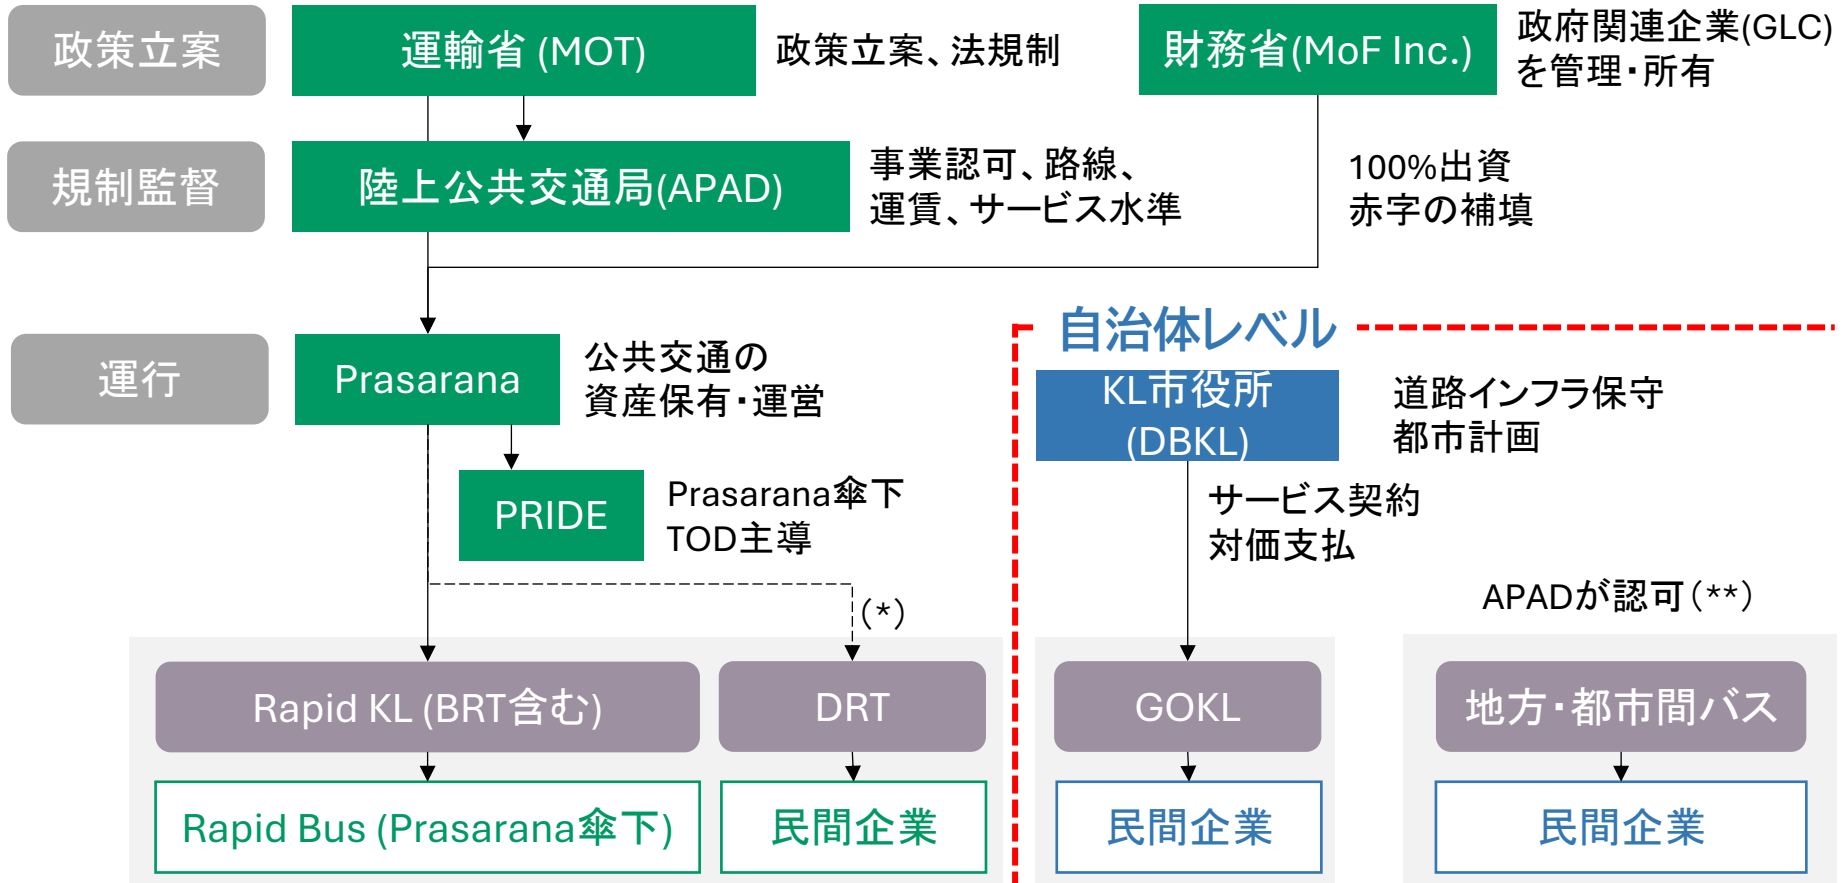 政策立案
運輸省 (MOT)
政策立案、法規制
財務省(MoF Inc.)
政府関連企業(GLC)
を管理・所有
規制監督
陸上公共交通局(APAD)
事業認可、路線、
運賃、サービス水準
100%出資
赤字の補填
運行
Prasarana
公共交通の
資産保有・運営
自治体レベル
KL市役所
(DBKL)
道路インフラ保守
都市計画
PRIDE
Prasarana傘下
TOD主導
サービス契約
対価支払
(*)
APADが認可(**)
Rapid KL (BRT含む)
DRT
GOKL
地方・都市間バス
Rapid Bus (Prasarana傘下)
民間企業
民間企業
民間企業